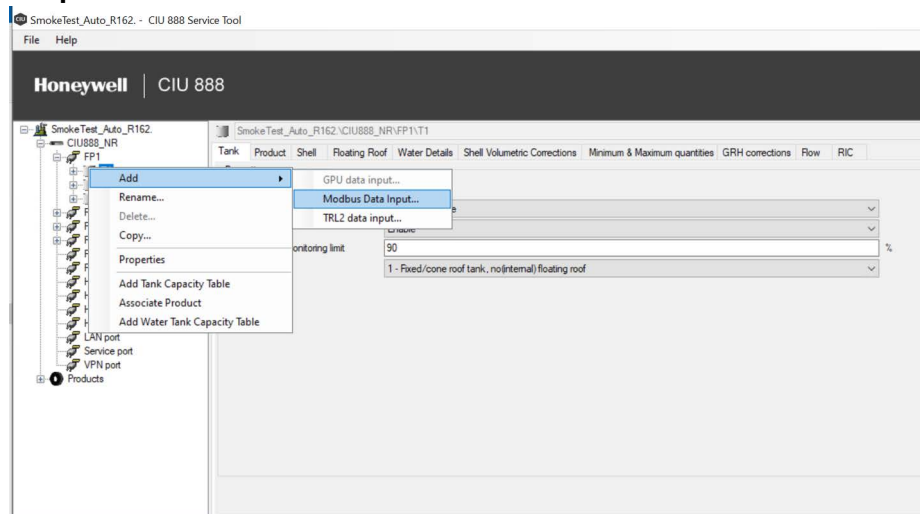 SmokeTest_Auto_R162. - CIU 888 Service Tool
File Help
Honeywell | CIU 888
SmokeTest_Auto_R162.
CIU888_NR
FP1
LAN port
Service port
VPN port
Products
SmokeTest_Auto_R162.\CIU888_NR\FP1\T1
Tank Product Shell Floating Roof Water Details Shell Volumetric Corrections Minimum & Maximum quantities GRH corrections Flow RIC
Add
Rename...
Delete...
Copy...
Properties
Add Tank Capacity Table
Associate Product
Add Water Tank Capacity Table
GPU data input...
Modbus Data Input...
TRL2 data input...
Enable
onitoring limit 90 %
1 - Fixed/cone roof tank, no(internal) floating roof